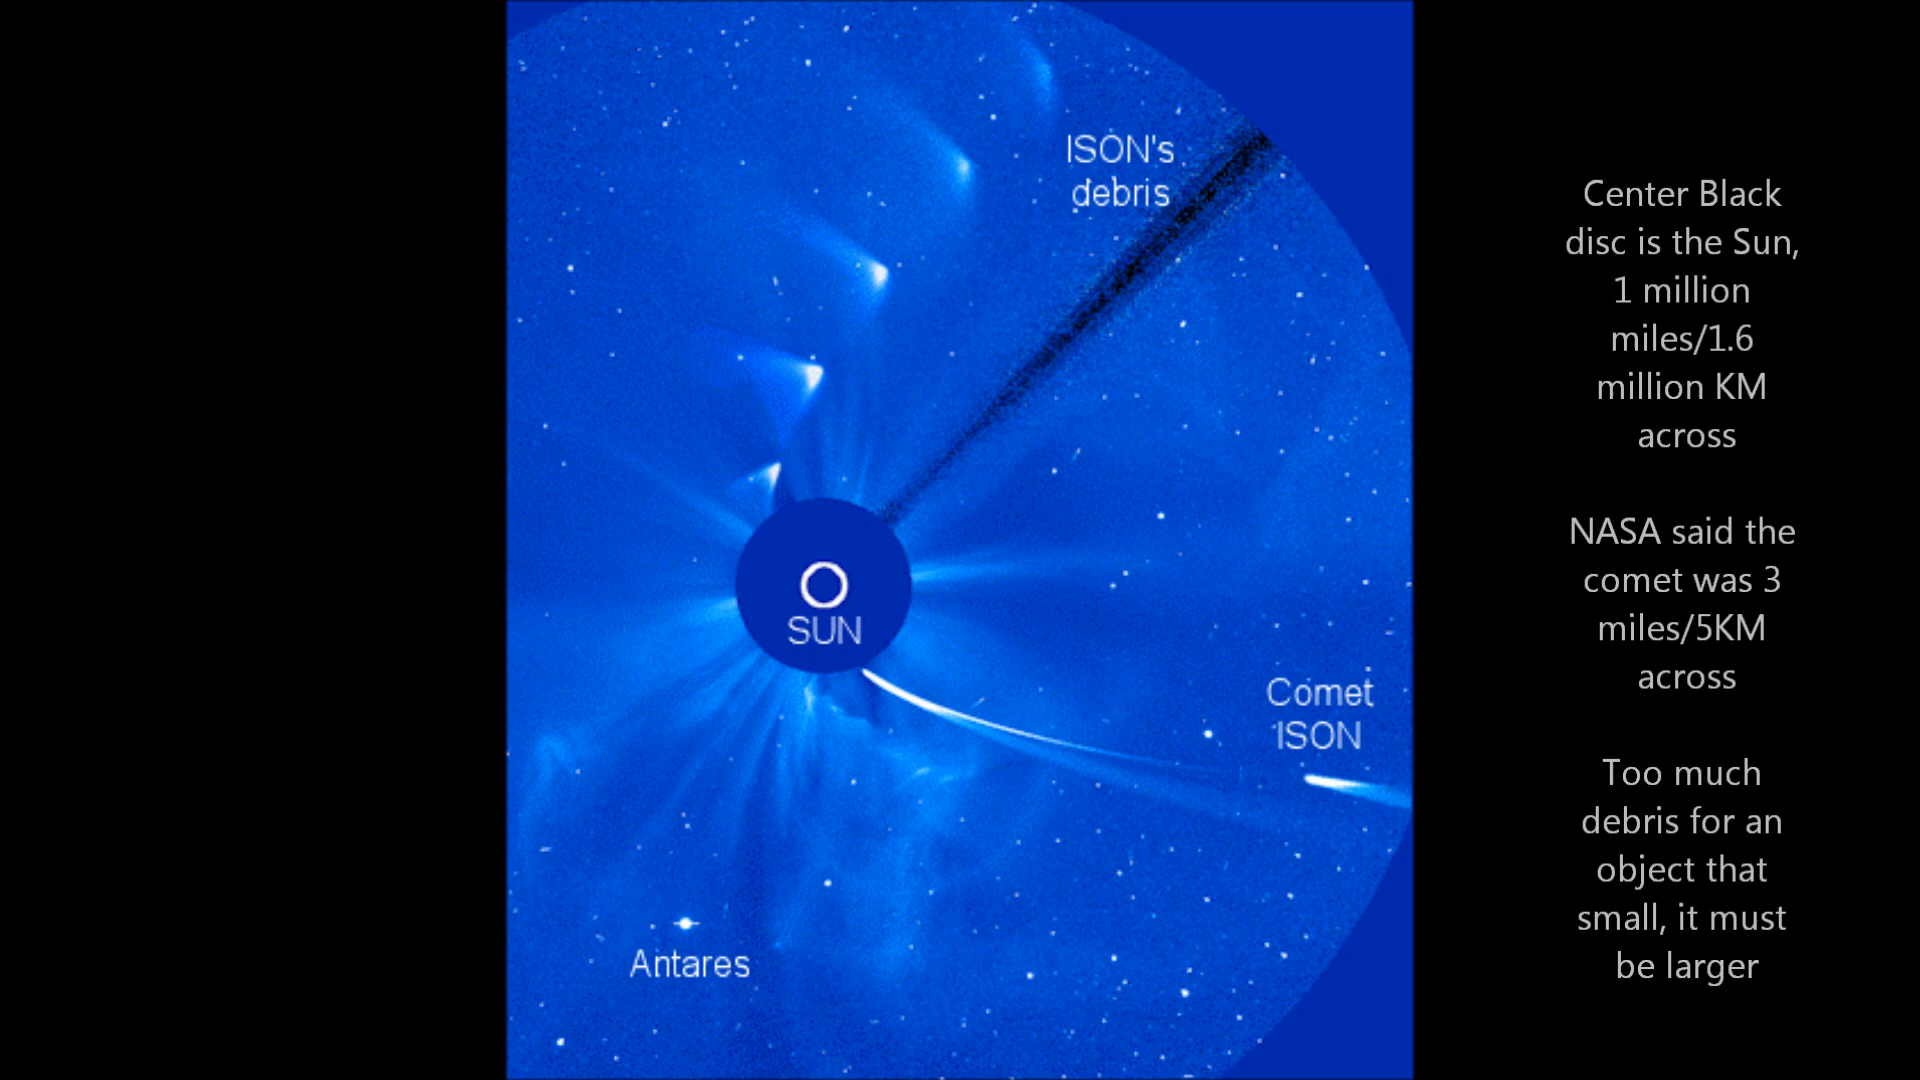 ISON's
debris
SUN
Comet
ISON
Antares
Center Black
disc is the Sun,
1 million
miles/1.6
million KM
across
NASA said the
comet was 3
miles/5KM
across
Too much
debris for an
object that
small, it must
be larger